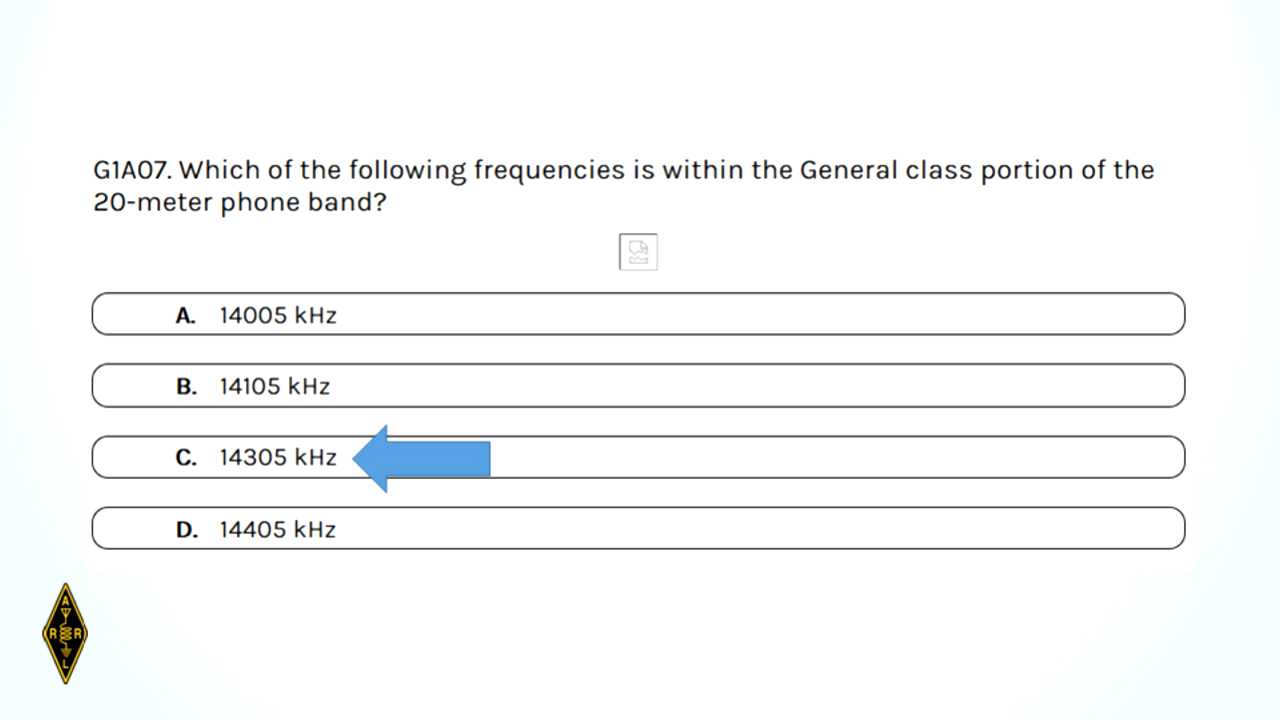 G1A07. Which of the following frequencies is within the General class portion of the
20-meter phone band?
A. 14005 kHz
B. 14105 kHz
C. 14305 kHz
D. 14405 kHz
A
R R
L